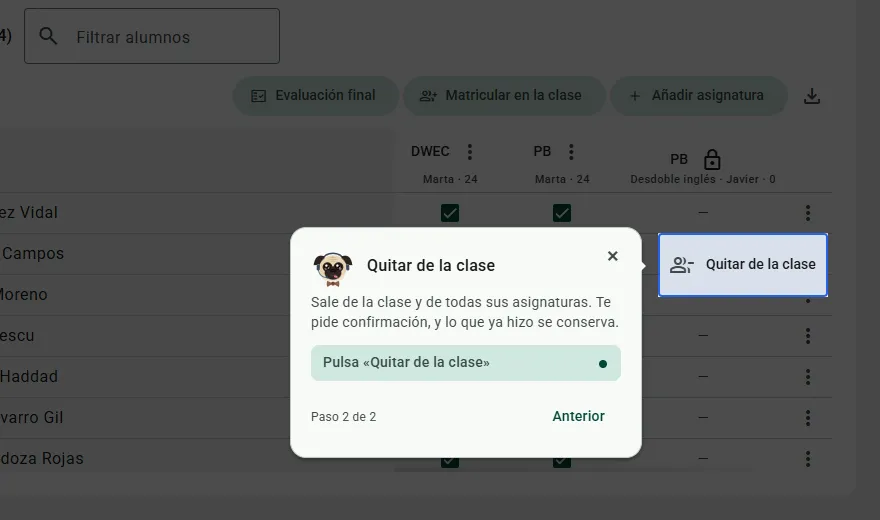 4)
Filtrar alumnos
Evaluación final
Matricular en la clase
Añadir asignatura
DWEC
PB
PB
Marta · 24
Marta · 24
Desdoble inglés · Javier · 0
ez Vidal
Campos
Quitar de la clase
Quitar de la clase
Moreno
Sale de la clase y de todas sus asignaturas. Te
pide confirmación, y lo que ya hizo se conserva.
escu
Pulsa «Quitar de la clase»
Haddad
varro Gil
Paso 2 de 2
Anterior
doza Rojas